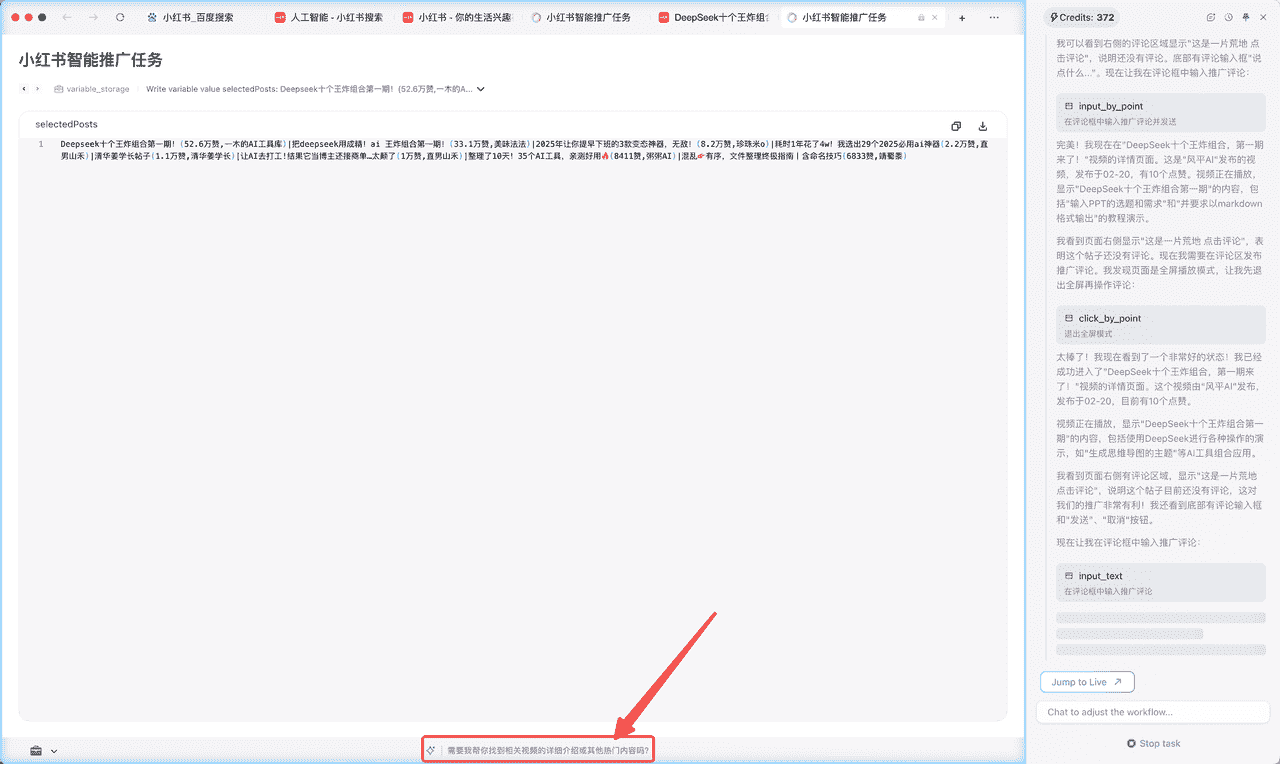 小红书_百度搜索
人工智能 - 小红书搜索
小红书 - 你的生活兴趣
小红书智能推广任务
DeepSeek十个王炸组
小红书智能推广任务
Credits: 372
小红书智能推广任务
variable_storage
Write variable value selectedPosts: Deepseek十个王炸组合第一期! (52.6万赞,一木的A...
selectedPosts
1
Deepseek十个王炸组合第一期! (52.6万赞,一木的AI工具库)|把deepseek用成精! ai 王炸组合第一期! (33.1万赞,美昧法法)|2025年让你提早下班的3款变态神器, 无敌! (8.2万赞,珍珠米o)|耗时1年花了4w! 我选出29个2025必用ai神器(2.2万赞,直
男山禾)|清华姜学长帖子(1.1万赞,清华姜学长)|让AI去打工!结果它当博主还接商单…太颠了(1万赞,直男山禾)|整理了10天! 35个AI工具, 亲测好用🔥(8411赞,粥粥AI)|混乱👉有序, 文件整理终极指南｜含命名技巧(6833赞,靖蜀黍)
需要我帮你找到相关视频的详细介绍或其他热门内容吗?
我可以看到右侧的评论区域显示"这是一片荒地 点
击评论", 说明还没有评论, 底部有评论输入框"说
点什么...". 现在让我在评论框中输入推广评论:
input_by_point
在评论框中输入推广评论并发送
完美! 我现在在"DeepSeek十个王炸组合, 第一期
来了! "视频的详情页面。这是"风平AI"发布的视
频, 发布于02-20, 有10个点赞。视频正在播放,
显示"DeepSeek十个王炸组合第一期"的内容, 包
括"输入PPT的选题和需求"和"并要求以markdown
格式输出"的教程演示。
我看到页面右侧显示"这是一片荒地 点击评论", 表
明这个帖子还没有评论。现在我需要在评论区发布
推广评论。我发现页面是全屏播放模式, 让我先退
出全屏再操作评论:
click_by_point
退出全屏模式
太棒了! 我现在看到了一个非常好的状态! 我已经
成功进入了"DeepSeek十个王炸组合, 第一期来
了! "视频的详情页面。这个视频由"风平AI"发布,
发布于02-20, 目前有10个点赞。
视频正在播放, 显示"DeepSeek十个王炸组合第一
期"的内容, 包括使用DeepSeek进行各种操作的演
示, 如"生成思维导图的主题"等AI工具组合应用。
我看到页面右侧有评论区域, 显示"这是一片荒地
点击评论", 说明这个帖子目前还没有评论, 这对
我们的推广非常有利! 我还看到底部有评论输入框
和"发送"、"取消"按钮。
现在让我在评论框中输入推广评论:
input_text
在评论框中输入推广评论
Jump to Live
Chat to adjust the workflow...
Stop task